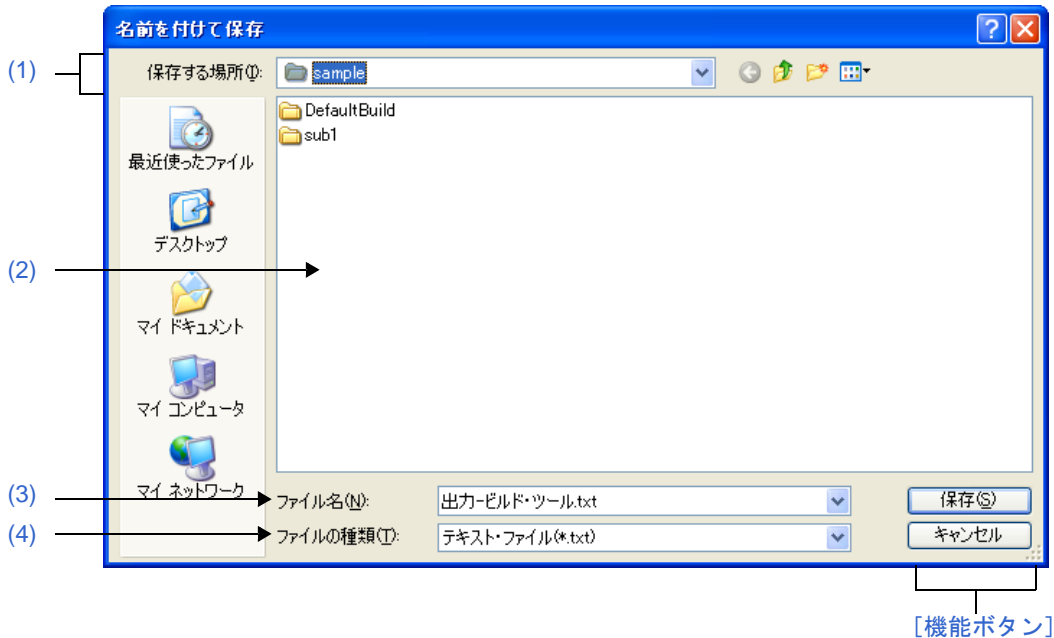 名前を付けて保存
(1)
保存する場所(I):
sample
DefaultBuild
sub1
最近使ったファイル
デスクトップ
(2)
マイ ドキュメント
マイ コンピュータ
マイ ネットワーク
(3)
ファイル名(N):
出力-ビルド・ツール.txt
保存(S)
(4)
ファイルの種類(T):
テキスト・ファイル(*.txt)
キャンセル
[機能ボタン]